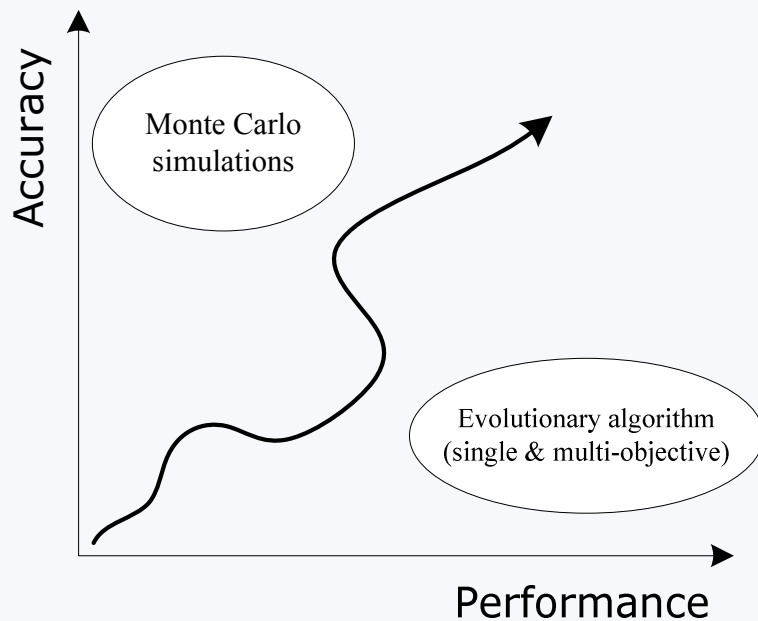 Accuracy
Monte Carlo
simulations
Evolutionary algorithm
(single & multi-objective)
Performance